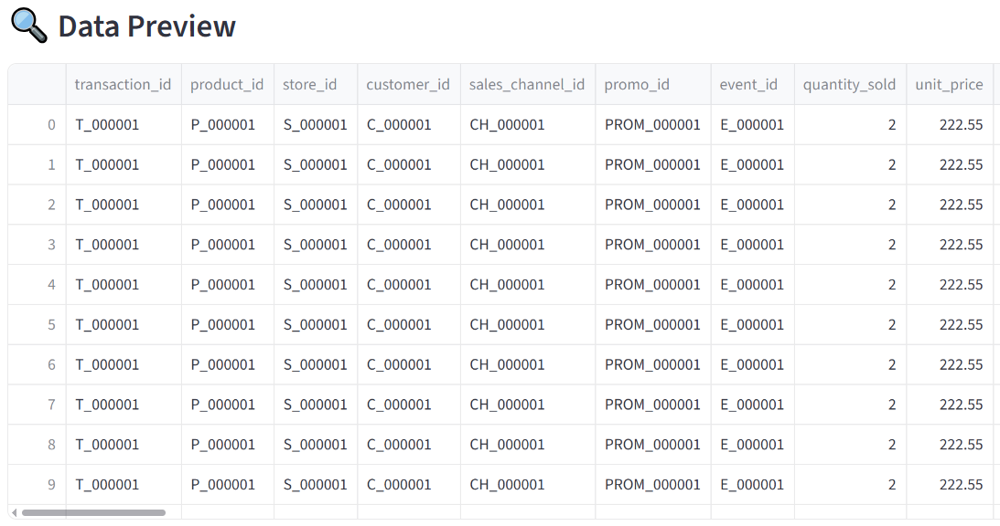 Data Preview
transaction_id product_id store_id customer_id sales_channel_id promo_id event_id quantity_sold unit_price
0 T_000001 P_000001 S_000001 C_000001 CH_000001 PROM_000001 E_000001 2 222.55
1 T_000001 P_000001 S_000001 C_000001 CH_000001 PROM_000001 E_000001 2 222.55
2 T_000001 P_000001 S_000001 C_000001 CH_000001 PROM_000001 E_000001 2 222.55
3 T_000001 P_000001 S_000001 C_000001 CH_000001 PROM_000001 E_000001 2 222.55
4 T_000001 P_000001 S_000001 C_000001 CH_000001 PROM_000001 E_000001 2 222.55
5 T_000001 P_000001 S_000001 C_000001 CH_000001 PROM_000001 E_000001 2 222.55
6 T_000001 P_000001 S_000001 C_000001 CH_000001 PROM_000001 E_000001 2 222.55
7 T_000001 P_000001 S_000001 C_000001 CH_000001 PROM_000001 E_000001 2 222.55
8 T_000001 P_000001 S_000001 C_000001 CH_000001 PROM_000001 E_000001 2 222.55
9 T_000001 P_000001 S_000001 C_000001 CH_000001 PROM_000001 E_000001 2 222.55